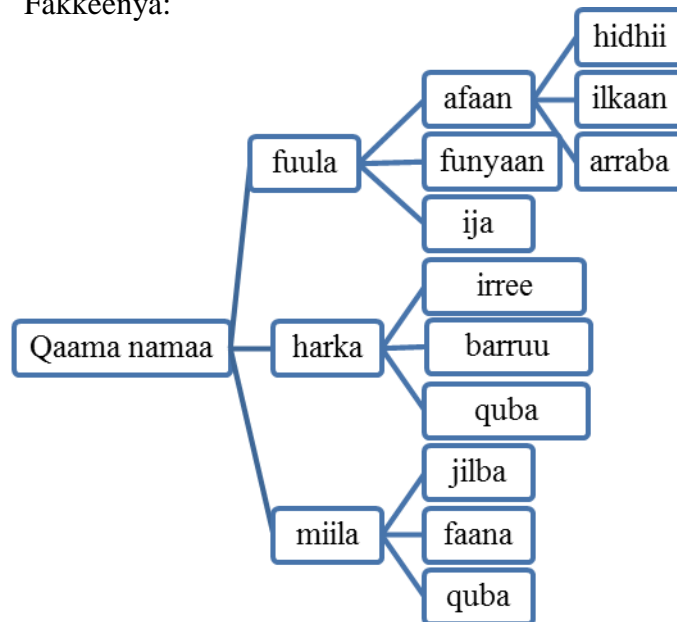 Fakkeenya:
hidhii
afaan
ilkaan
fuula
funyaan
arraba
ija
irree
Qaama namaa
harka
barruu
quba
jilba
miila
faana
quba